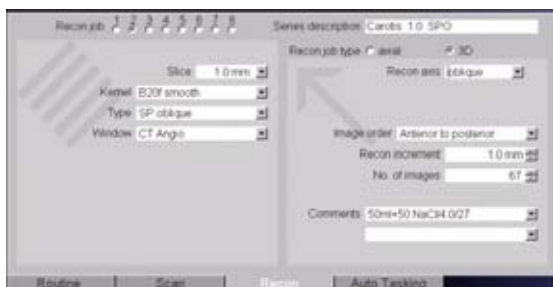 Recon job 1 2 3 4 5 6 7 8
Series description Carotis 1.0 SPO
Recon job type axial 3D
Slice 1.0 mm
Recon axis oblique
Kernel B20f smooth
Type SP oblique
Window CT Angio
Image order Anterior to posterior
Recon increment 1.0 mm
No. of images 67
Comments 50ml+50 NaCl/4.0/27
Routine Scan Recon Auto Tasking